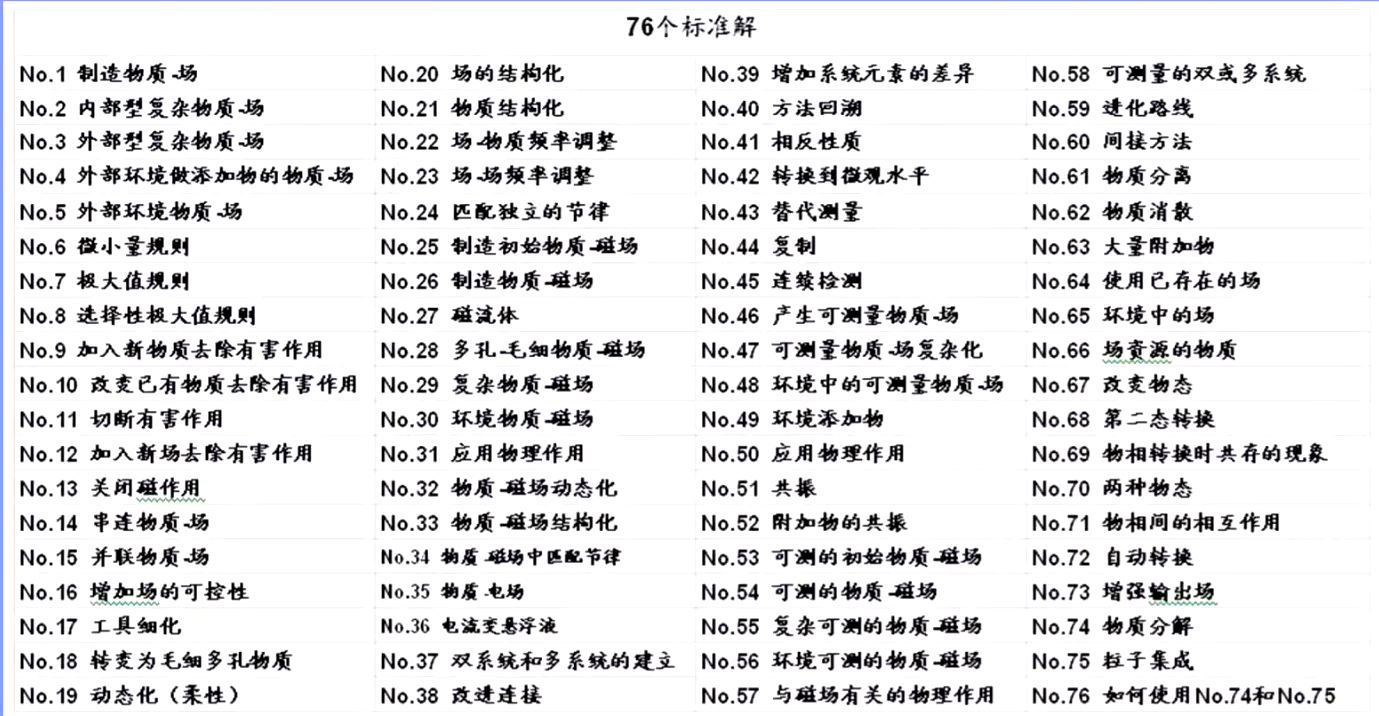 76个标准解
No.1 制造物质-场
No.2 内部型复杂物质-场
No.3 外部型复杂物质-场
No.4 外部环境做添加物的物质-场
No.5 外部环境物质-场
No.6 微小量规则
No.7 极大值规则
No.8 选择性极大值规则
No.9 加入新物质去除有害作用
No.10 改变已有物质去除有害作用
No.11 切断有害作用
No.12 加入新场去除有害作用
No.13 关闭磁作用
No.14 串连物质-场
No.15 并联物质-场
No.16 增加场的可控性
No.17 工具细化
No.18 转变为毛细多孔物质
No.19 动态化（柔性）
No.20 场的结构化
No.21 物质结构化
No.22 场-物质频率调整
No.23 场-场频率调整
No.24 匹配独立的节律
No.25 制造初始物质-磁场
No.26 制造物质-磁场
No.27 磁流体
No.28 多孔-毛细物质-磁场
No.29 复杂物质-磁场
No.30 环境物质-磁场
No.31 应用物理作用
No.32 物质-磁场动态化
No.33 物质-磁场结构化
No.34 物质-磁场中匹配节律
No.35 物质-电场
No.36 电流变悬浮液
No.37 双系统和多系统的建立
No.38 改进连接
No.39 增加系统元素的差异
No.40 方法回溯
No.41 相反性质
No.42 转换到微观水平
No.43 替代测量
No.44 复制
No.45 连续检测
No.46 产生可测量物质-场
No.47 可测量物质-场复杂化
No.48 环境中的可测量物质-场
No.49 环境添加物
No.50 应用物理作用
No.51 共振
No.52 附加物的共振
No.53 可测的初始物质-磁场
No.54 可测的物质-磁场
No.55 复杂可测的物质-磁场
No.56 环境可测的物质-磁场
No.57 与磁场有关的物理作用
No.58 可测量的双或多系统
No.59 进化路线
No.60 间接方法
No.61 物质分离
No.62 物质消散
No.63 大量附加物
No.64 使用已存在的场
No.65 环境中的场
No.66 场资源的物质
No.67 改变物态
No.68 第二态转换
No.69 物相转换时共存的现象
No.70 两种物态
No.71 物相间的相互作用
No.72 自动转换
No.73 增强输出场
No.74 物质分解
No.75 粒子集成
No.76 如何使用No.74和No.75